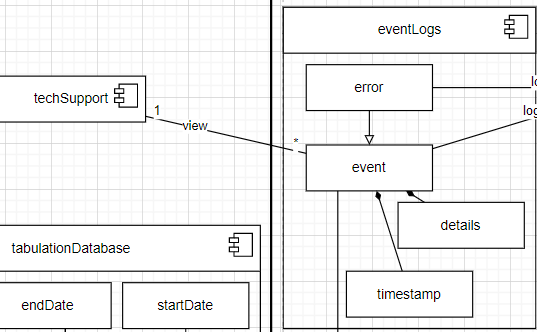 eventLogs
error
techSupport
1
view
*
event
details
tabulationDatabase
timestamp
endDate
startDate